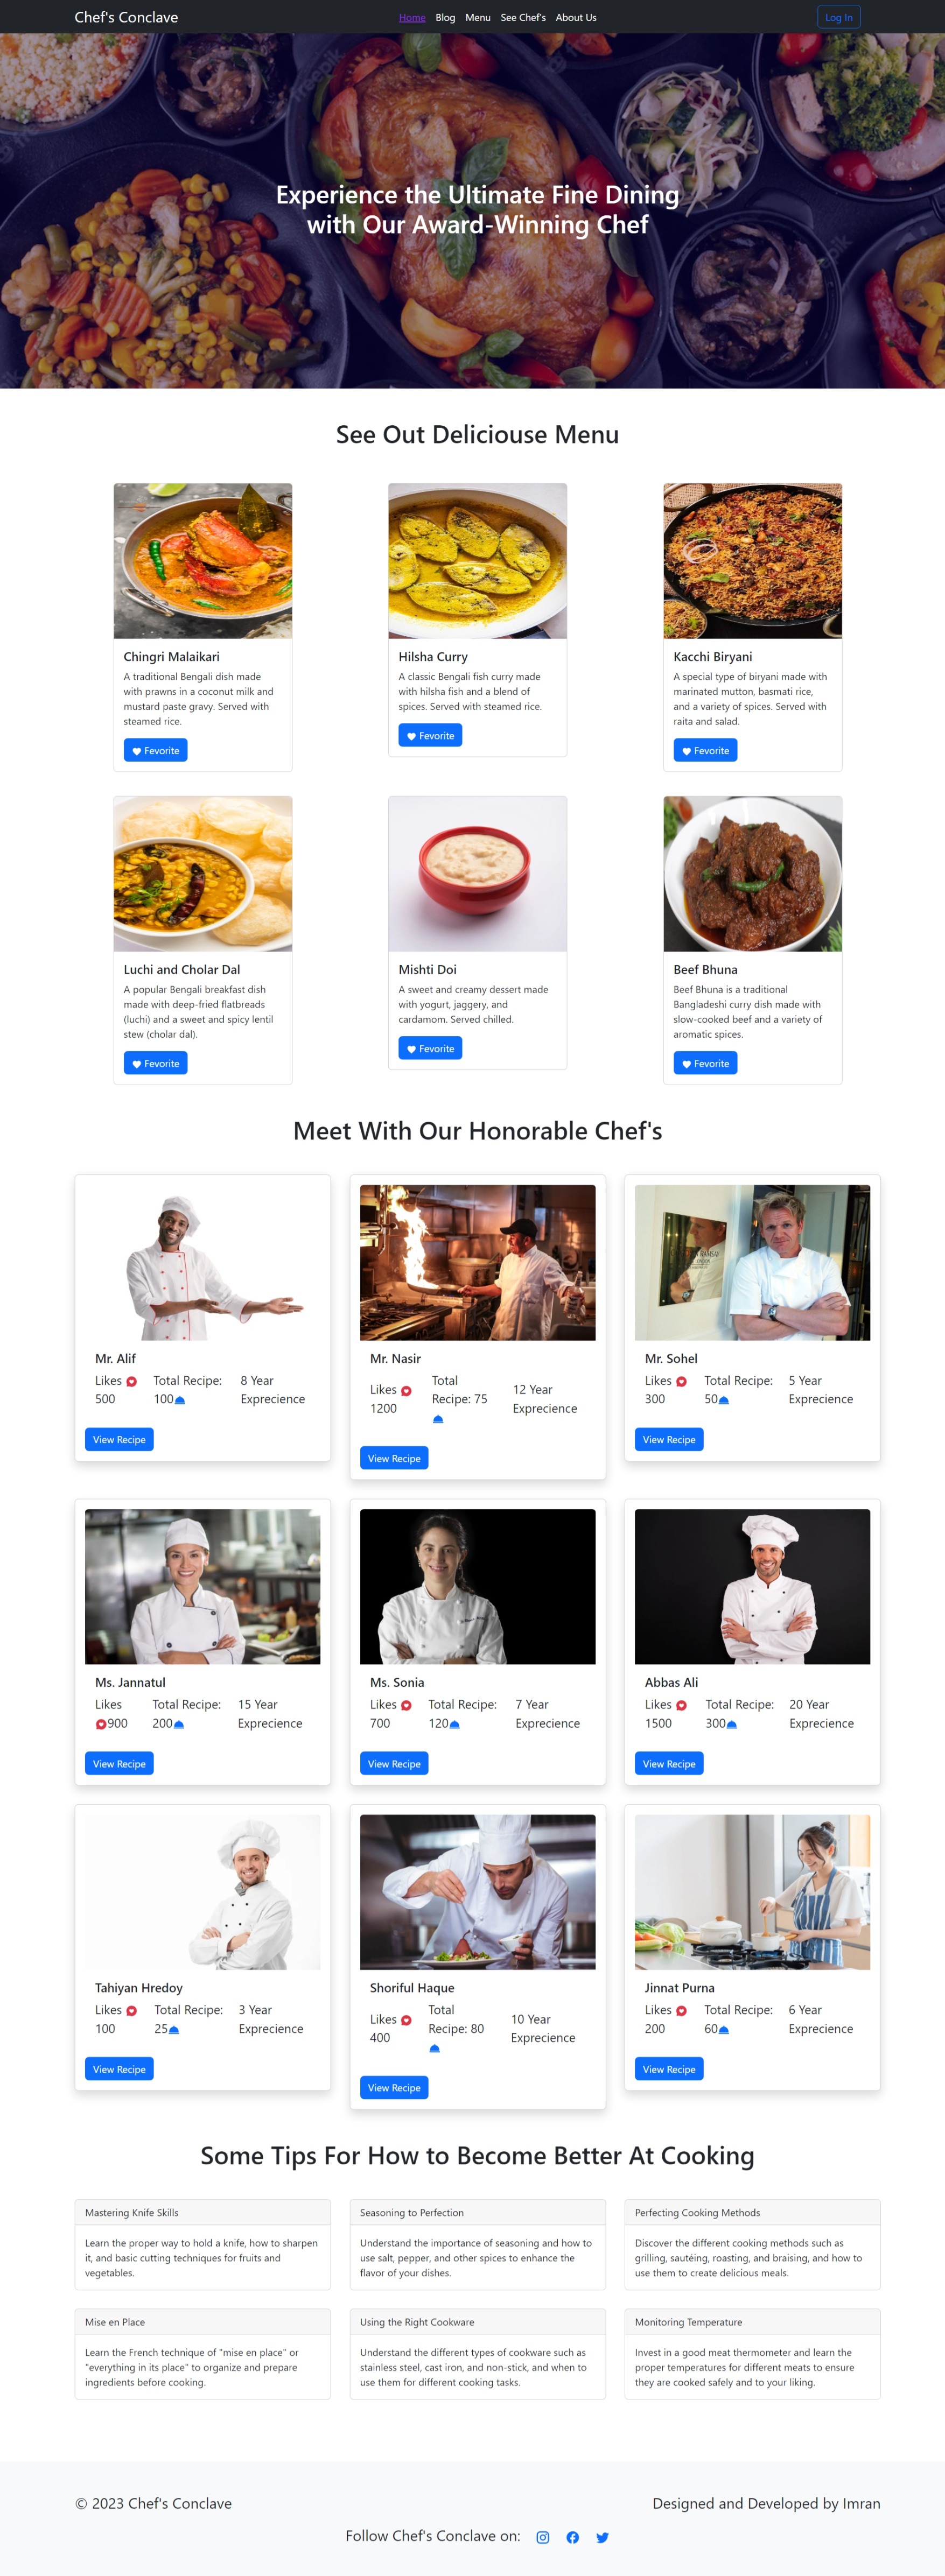 Chef's Conclave
Home Blog Menu See Chef's About Us
Log In
Experience the Ultimate Fine Dining
with Our Award-Winning Chef
See Out Deliciouse Menu
Chingri Malaikari
A traditional Bengali dish made
with prawns in a coconut milk and
mustard paste gravy. Served with
steamed rice.
Fevorite
Hilsha Curry
A classic Bengali fish curry made
with hilsha fish and a blend of
spices. Served with steamed rice.
Fevorite
Kacchi Biryani
A special type of biryani made with
marinated mutton, basmati rice,
and a variety of spices. Served with
raita and salad.
Fevorite
Luchi and Cholar Dal
A popular Bengali breakfast dish
made with deep-fried flatbreads
(luchi) and a sweet and spicy lentil
stew (cholar dal).
Fevorite
Mishti Doi
A sweet and creamy dessert made
with yogurt, jaggery, and
cardamom. Served chilled.
Fevorite
Beef Bhuna
Beef Bhuna is a traditional
Bangladeshi curry dish made with
slow-cooked beef and a variety of
aromatic spices.
Fevorite
Meet With Our Honorable Chef's
Mr. Alif
Likes
500
Total Recipe:
100
8 Year
Exprecience
View Recipe
Mr. Nasir
Likes
1200
Total
Recipe: 75
12 Year
Exprecience
View Recipe
Mr. Sohel
Likes
300
Total Recipe:
50
5 Year
Exprecience
View Recipe
Ms. Jannatul
Likes
900
Total Recipe:
200
15 Year
Exprecience
View Recipe
Ms. Sonia
Likes
700
Total Recipe:
120
7 Year
Exprecience
View Recipe
Abbas Ali
Likes
1500
Total Recipe:
300
20 Year
Exprecience
View Recipe
Tahiyan Hredoy
Likes
100
Total Recipe:
25
3 Year
Exprecience
View Recipe
Shoriful Haque
Likes
400
Total
Recipe: 80
10 Year
Exprecience
View Recipe
Jinnat Purna
Likes
200
Total Recipe:
60
6 Year
Exprecience
View Recipe
Some Tips For How to Become Better At Cooking
Mastering Knife Skills
Learn the proper way to hold a knife, how to sharpen
it, and basic cutting techniques for fruits and
vegetables.
Seasoning to Perfection
Understand the importance of seasoning and how to
use salt, pepper, and other spices to enhance the
flavor of your dishes.
Perfecting Cooking Methods
Discover the different cooking methods such as
grilling, sautéing, roasting, and braising, and how to
use them to create delicious meals.
Mise en Place
Learn the French technique of "mise en place" or
"everything in its place" to organize and prepare
ingredients before cooking.
Using the Right Cookware
Understand the different types of cookware such as
stainless steel, cast iron, and non-stick, and when to
use them for different cooking tasks.
Monitoring Temperature
Invest in a good meat thermometer and learn the
proper temperatures for different meats to ensure
they are cooked safely and to your liking.
© 2023 Chef's Conclave
Designed and Developed by Imran
Follow Chef's Conclave on: